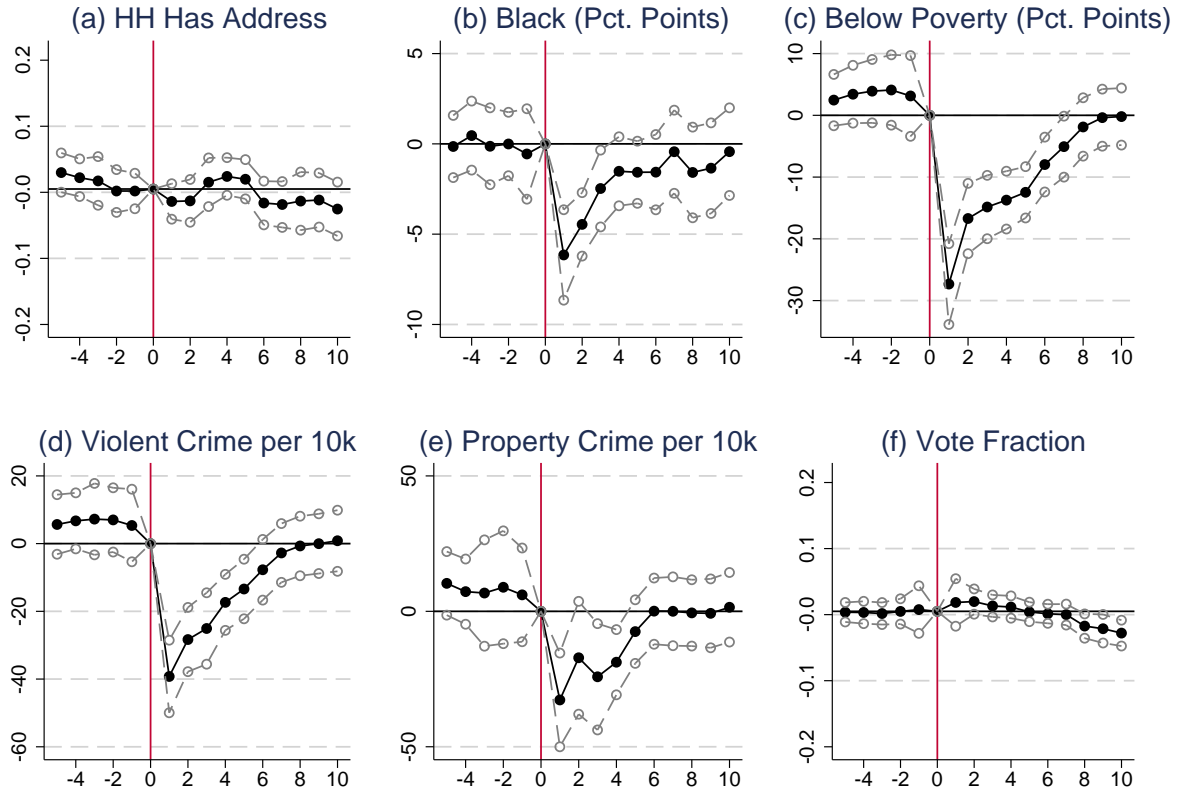 (a) HH Has Address
0.2
0.1
-0.0
-0.1
-0.2
-4 -2 0 2 4 6 8 10
(b) Black (Pct. Points)
5
0
-5
-10
-4 -2 0 2 4 6 8 10
(c) Below Poverty (Pct. Points)
10
0
-10
-20
-30
-4 -2 0 2 4 6 8 10
(d) Violent Crime per 10k
20
0
-20
-40
-60
-4 -2 0 2 4 6 8 10
(e) Property Crime per 10k
50
0
-50
-4 -2 0 2 4 6 8 10
(f) Vote Fraction
0.2
0.1
-0.0
-0.1
-0.2
-4 -2 0 2 4 6 8 10